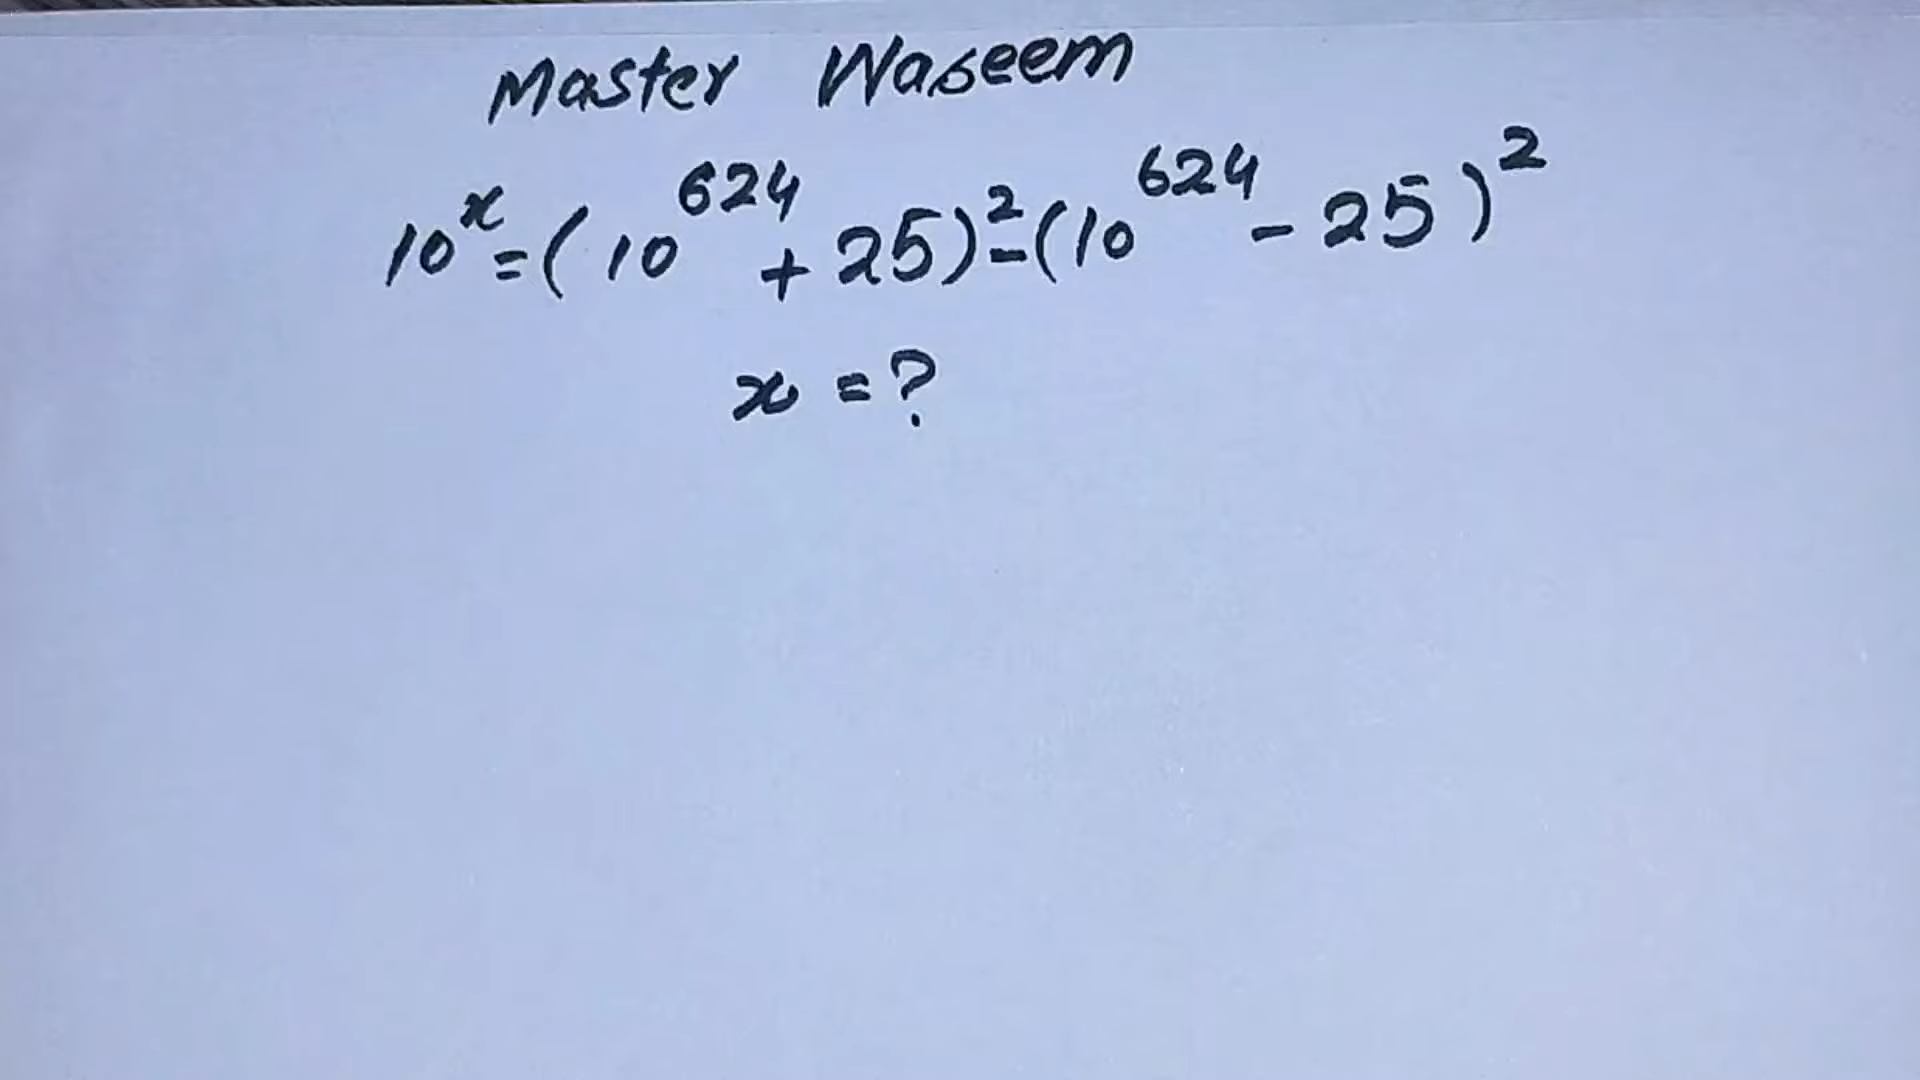 Master Waseem
10^x = (10^624 + 25)^2 - (10^624 - 25)^2
x = ?